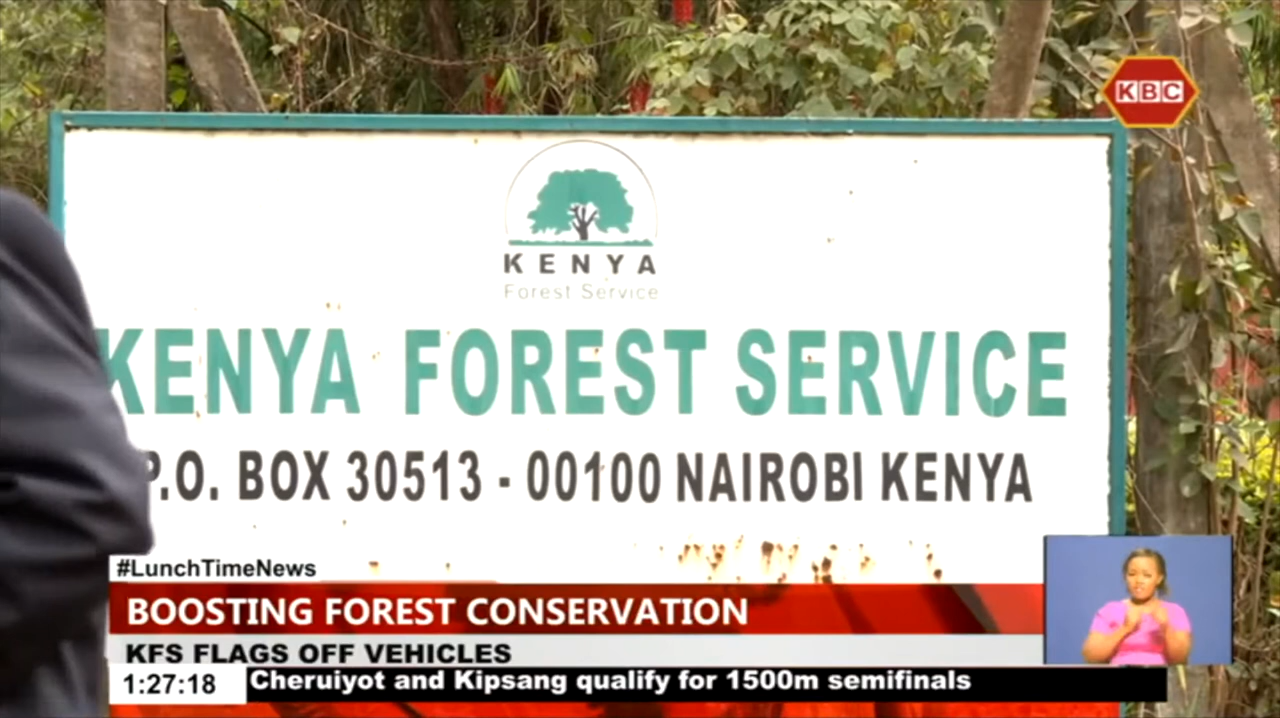 KBC
KENYA
Forest Service
KENYA FOREST SERVICE
P.O. BOX 30513 - 00100 NAIROBI KENYA
#LunchTimeNews
BOOSTING FOREST CONSERVATION
KFS FLAGS OFF VEHICLES
1:27:18
Cheruiyot and Kipsang qualify for 1500m semifinals